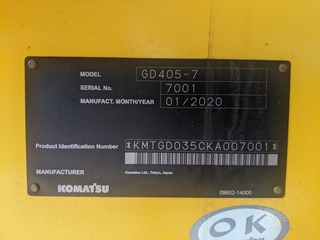 MODEL GD405-7
SERIAL No. 7001
MANUFACT. MONTH/YEAR 01/2020
Product Identification Number *KMTGD035CKA007001*
MANUFACTURER Komatsu Ltd., Tokyo, Japan
KOMATSU 09602-14000
OK